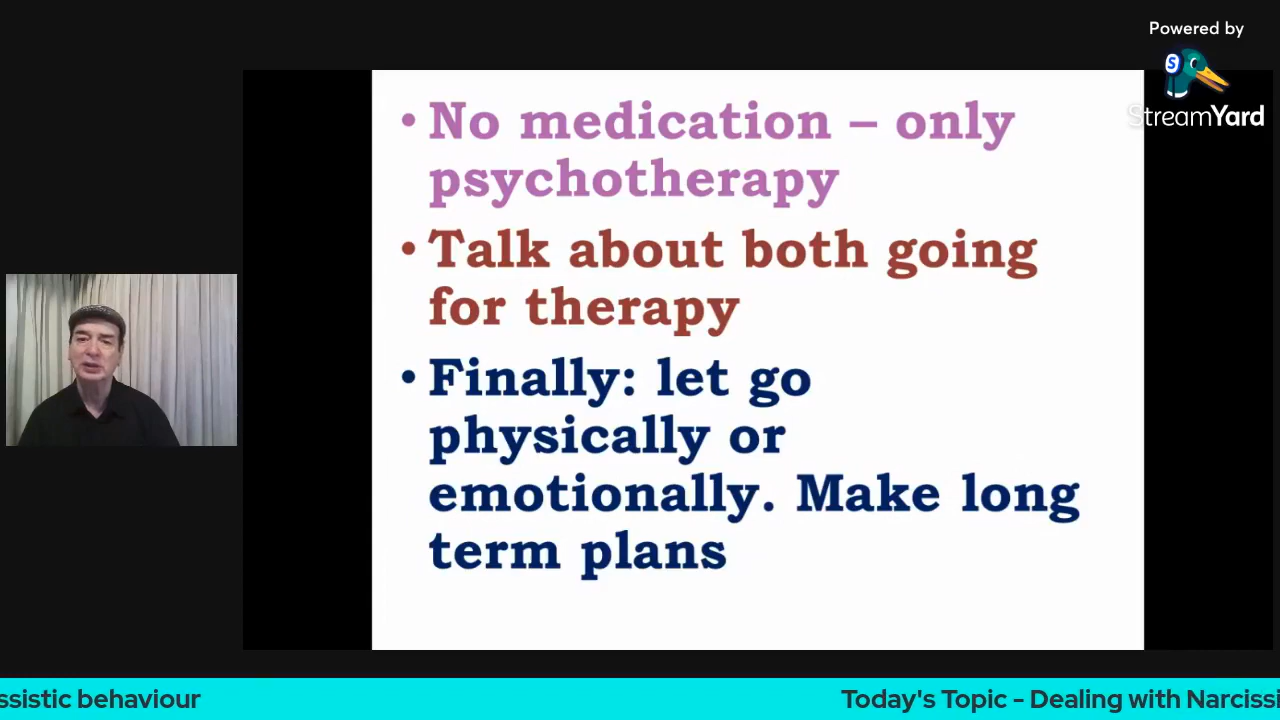 Powered by
StreamYard
• No medication – only
psychotherapy
• Talk about both going
for therapy
• Finally: let go
physically or
emotionally. Make long
term plans
ssistic behaviour
Today's Topic - Dealing with Narcissi